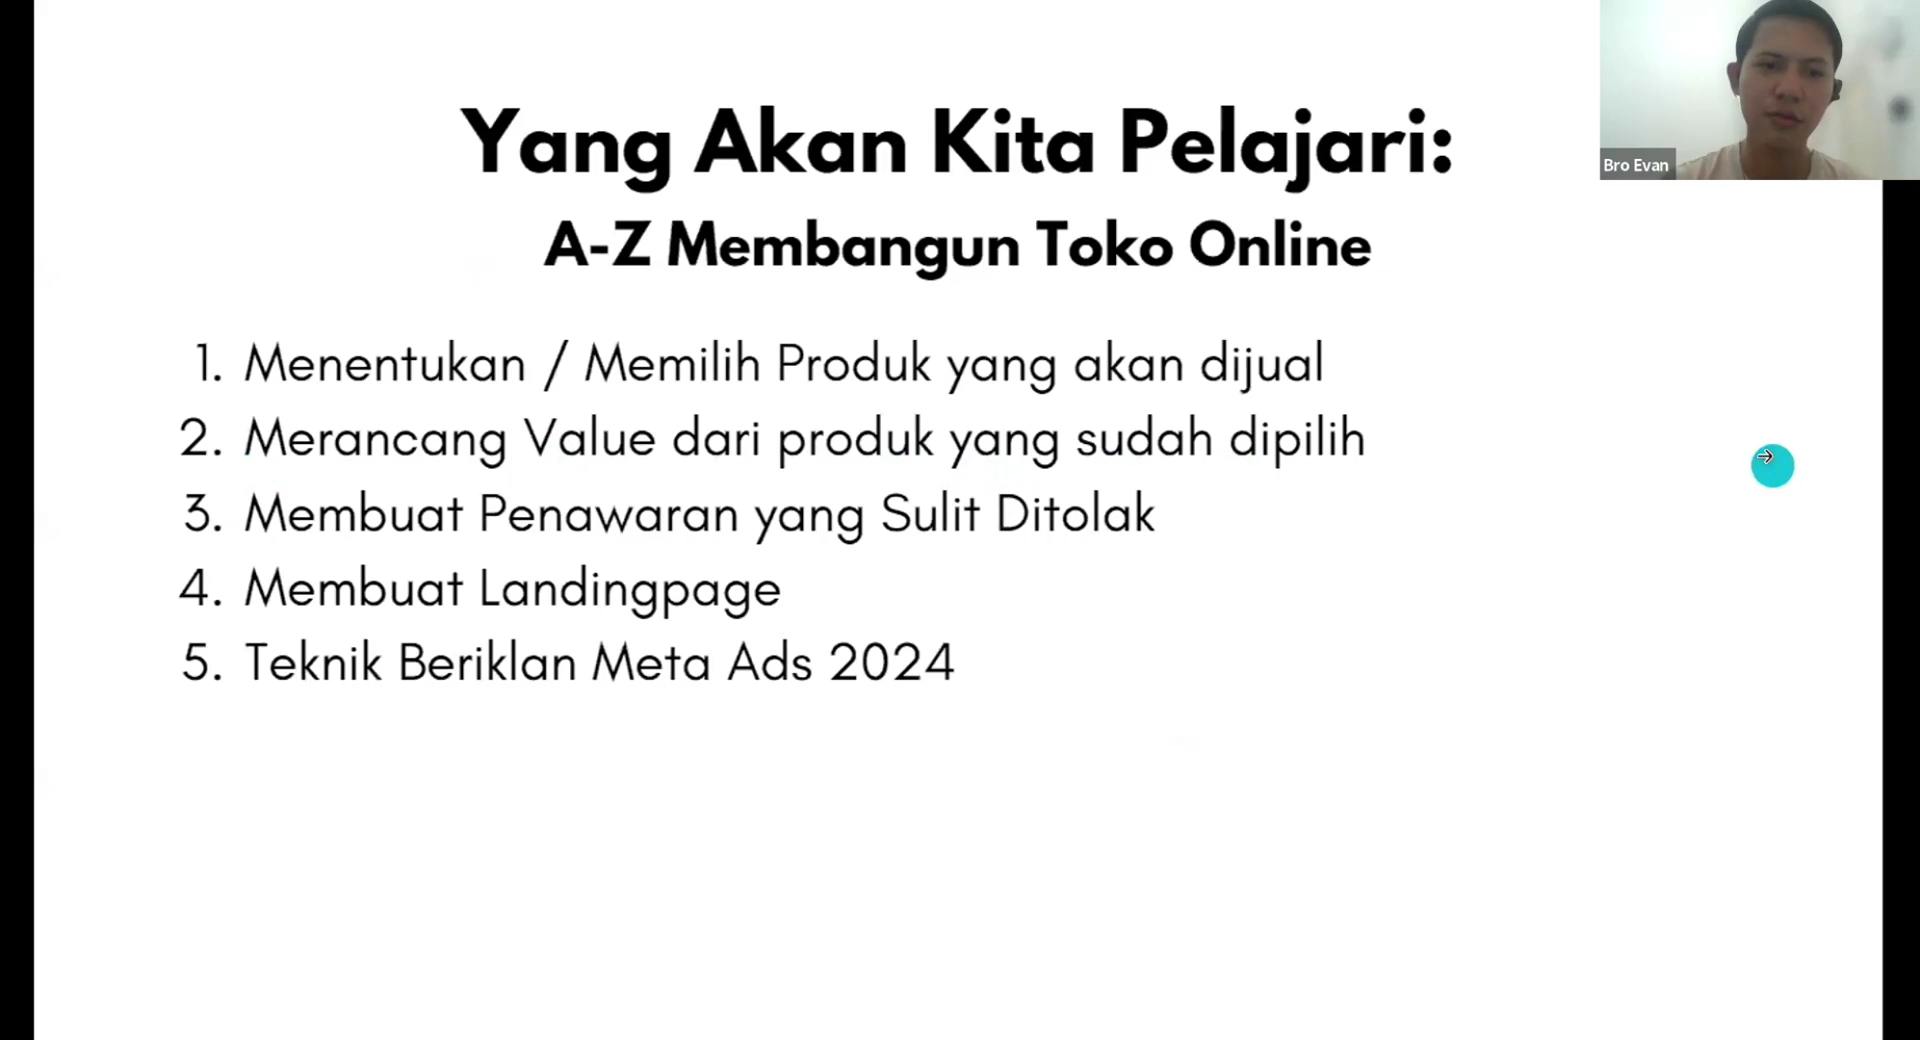 Yang Akan Kita Pelajari:
A-Z Membangun Toko Online
1. Menentukan / Memilih Produk yang akan dijual
2. Merancang Value dari produk yang sudah dipilih
3. Membuat Penawaran yang Sulit Ditolak
4. Membuat Landingpage
5. Teknik Beriklan Meta Ads 2024
Bro Evan